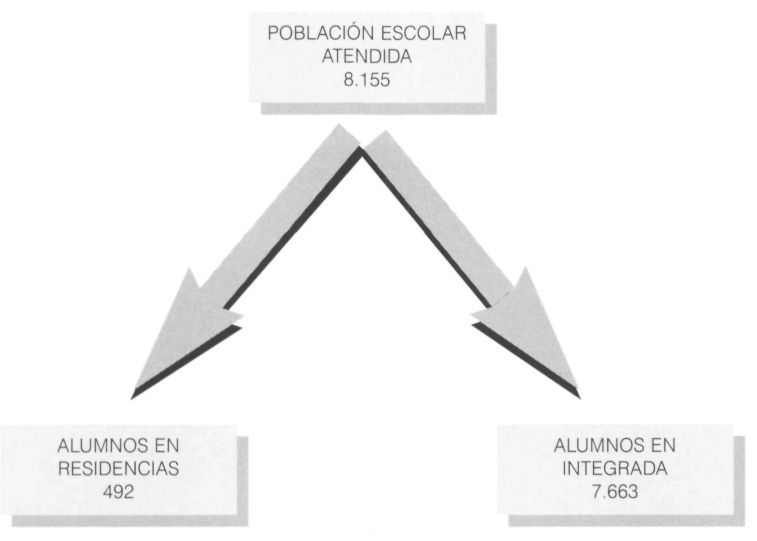 POBLACIÓN ESCOLAR
ATENDIDA
8.155
ALUMNOS EN
RESIDENCIAS
492
ALUMNOS EN
INTEGRADA
7.663